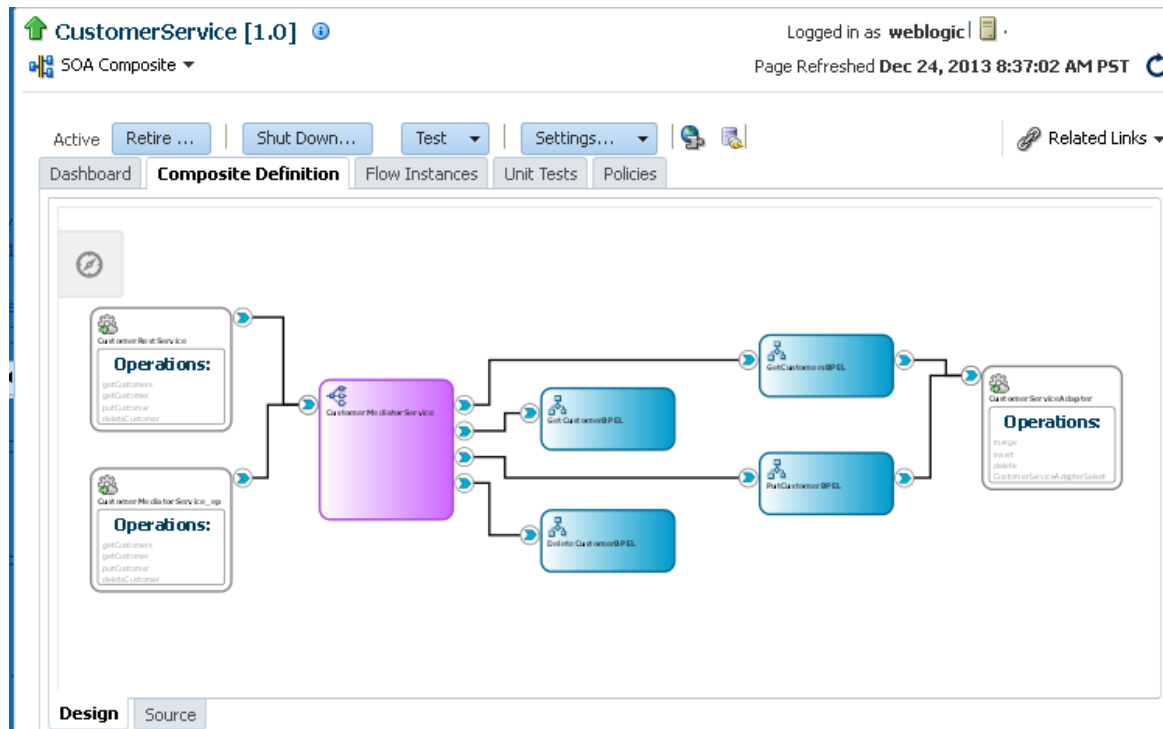 CustomerService [1.0]
Logged in as weblogic
SOA Composite
Page Refreshed Dec 24, 2013 8:37:02 AM PST
Active Retire ... Shut Down... Test Settings... Related Links
Dashboard Composite Definition Flow Instances Unit Tests Policies
CustomerRestService
Operations:
getCustomers
getCustomer
putCustomer
deleteCustomer
CustomerMediatorService_ep
Operations:
getCustomers
getCustomer
putCustomer
deleteCustomer
CustomerMediatorService
GetCustomerBPEL
DeleteCustomerBPEL
GetCustomersBPEL
PutCustomerBPEL
CustomerServiceAdapter
Operations:
merge
insert
delete
CustomerServiceAdapterSelect
Design Source